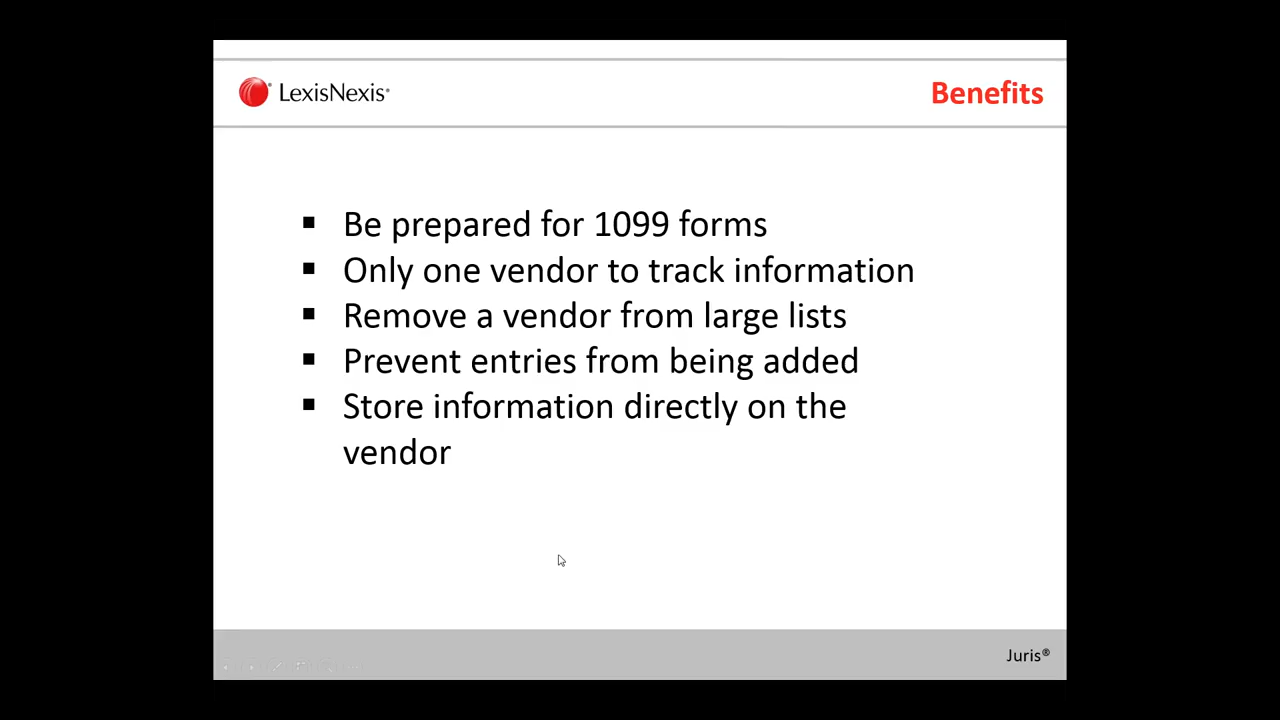 LexisNexis®
Benefits
▪ Be prepared for 1099 forms
▪ Only one vendor to track information
▪ Remove a vendor from large lists
▪ Prevent entries from being added
▪ Store information directly on the
vendor
Juris®